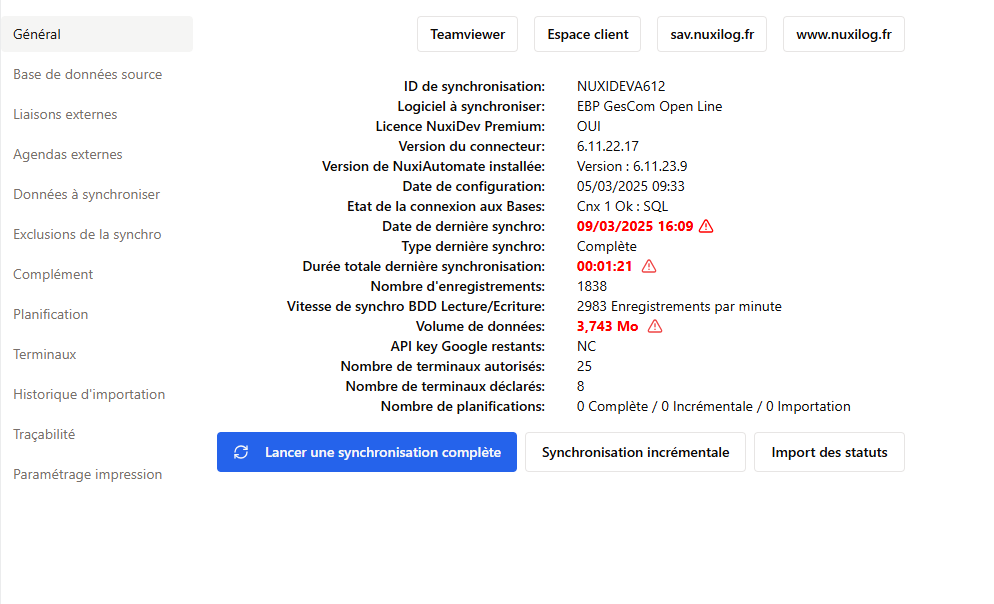 Général
Base de données source
Liaisons externes
Agendas externes
Données à synchroniser
Exclusions de la synchro
Complément
Planification
Terminaux
Historique d'importation
Traçabilité
Paramétrage impression
Teamviewer
Espace client
sav.nuxilog.fr
www.nuxilog.fr
ID de synchronisation: NUXIDEVA612
Logiciel à synchroniser: EBP GesCom Open Line
Licence NuxiDev Premium: OUI
Version du connecteur: 6.11.22.17
Version de NuxiAutomate installée: Version : 6.11.23.9
Date de configuration: 05/03/2025 09:33
Etat de la connexion aux Bases: Cnx 1 Ok : SQL
Date de dernière synchro: 09/03/2025 16:09
Type dernière synchro: Complète
Durée totale dernière synchronisation: 00:01:21
Nombre d'enregistrements: 1838
Vitesse de synchro BDD Lecture/Ecriture: 2983 Enregistrements par minute
Volume de données: 3,743 Mo
API key Google restants: NC
Nombre de terminaux autorisés: 25
Nombre de terminaux déclarés: 8
Nombre de planifications: 0 Complète / 0 Incrémentale / 0 Importation
Lancer une synchronisation complète
Synchronisation incrémentale
Import des statuts